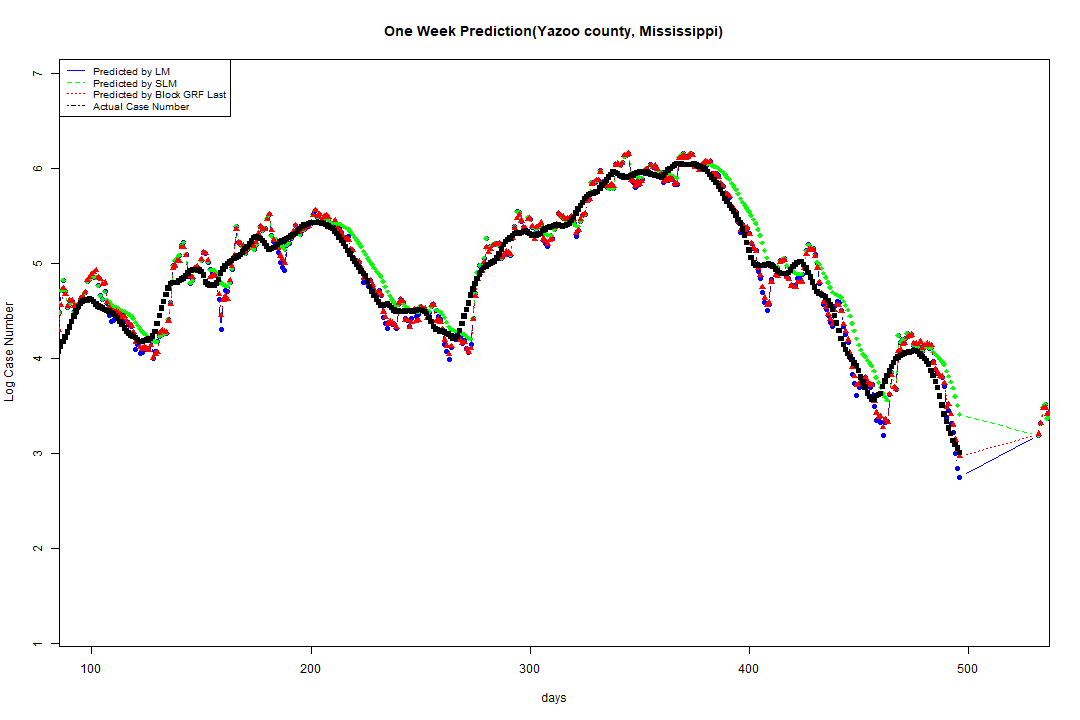 One Week Prediction(Yazoo county, Mississippi)
Predicted by LM
Predicted by SLM
Predicted by Block GRF Last
Actual Case Number
Log Case Number
7
6
5
4
3
2
1
100 200 300 400 500
days